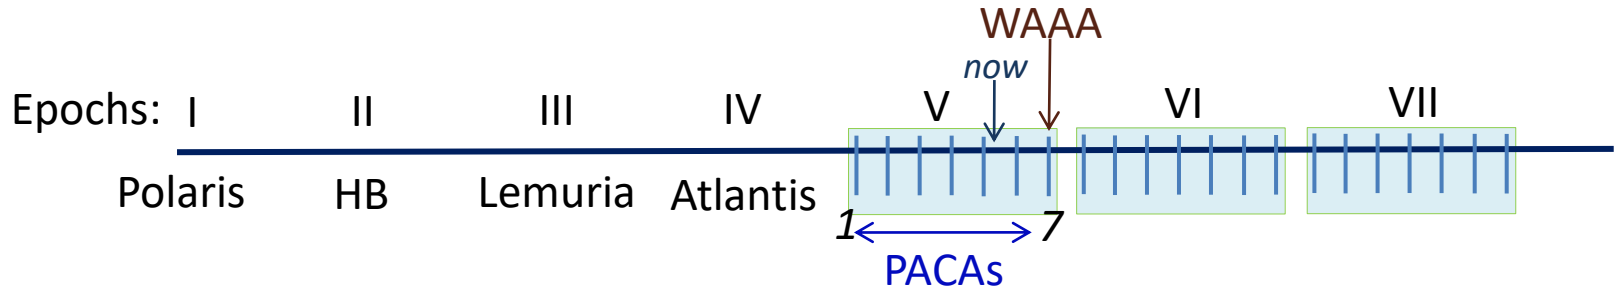 WAAA
now
Epochs: I II III IV V VI VII
Polaris HB Lemuria Atlantis
1 7
PACAs